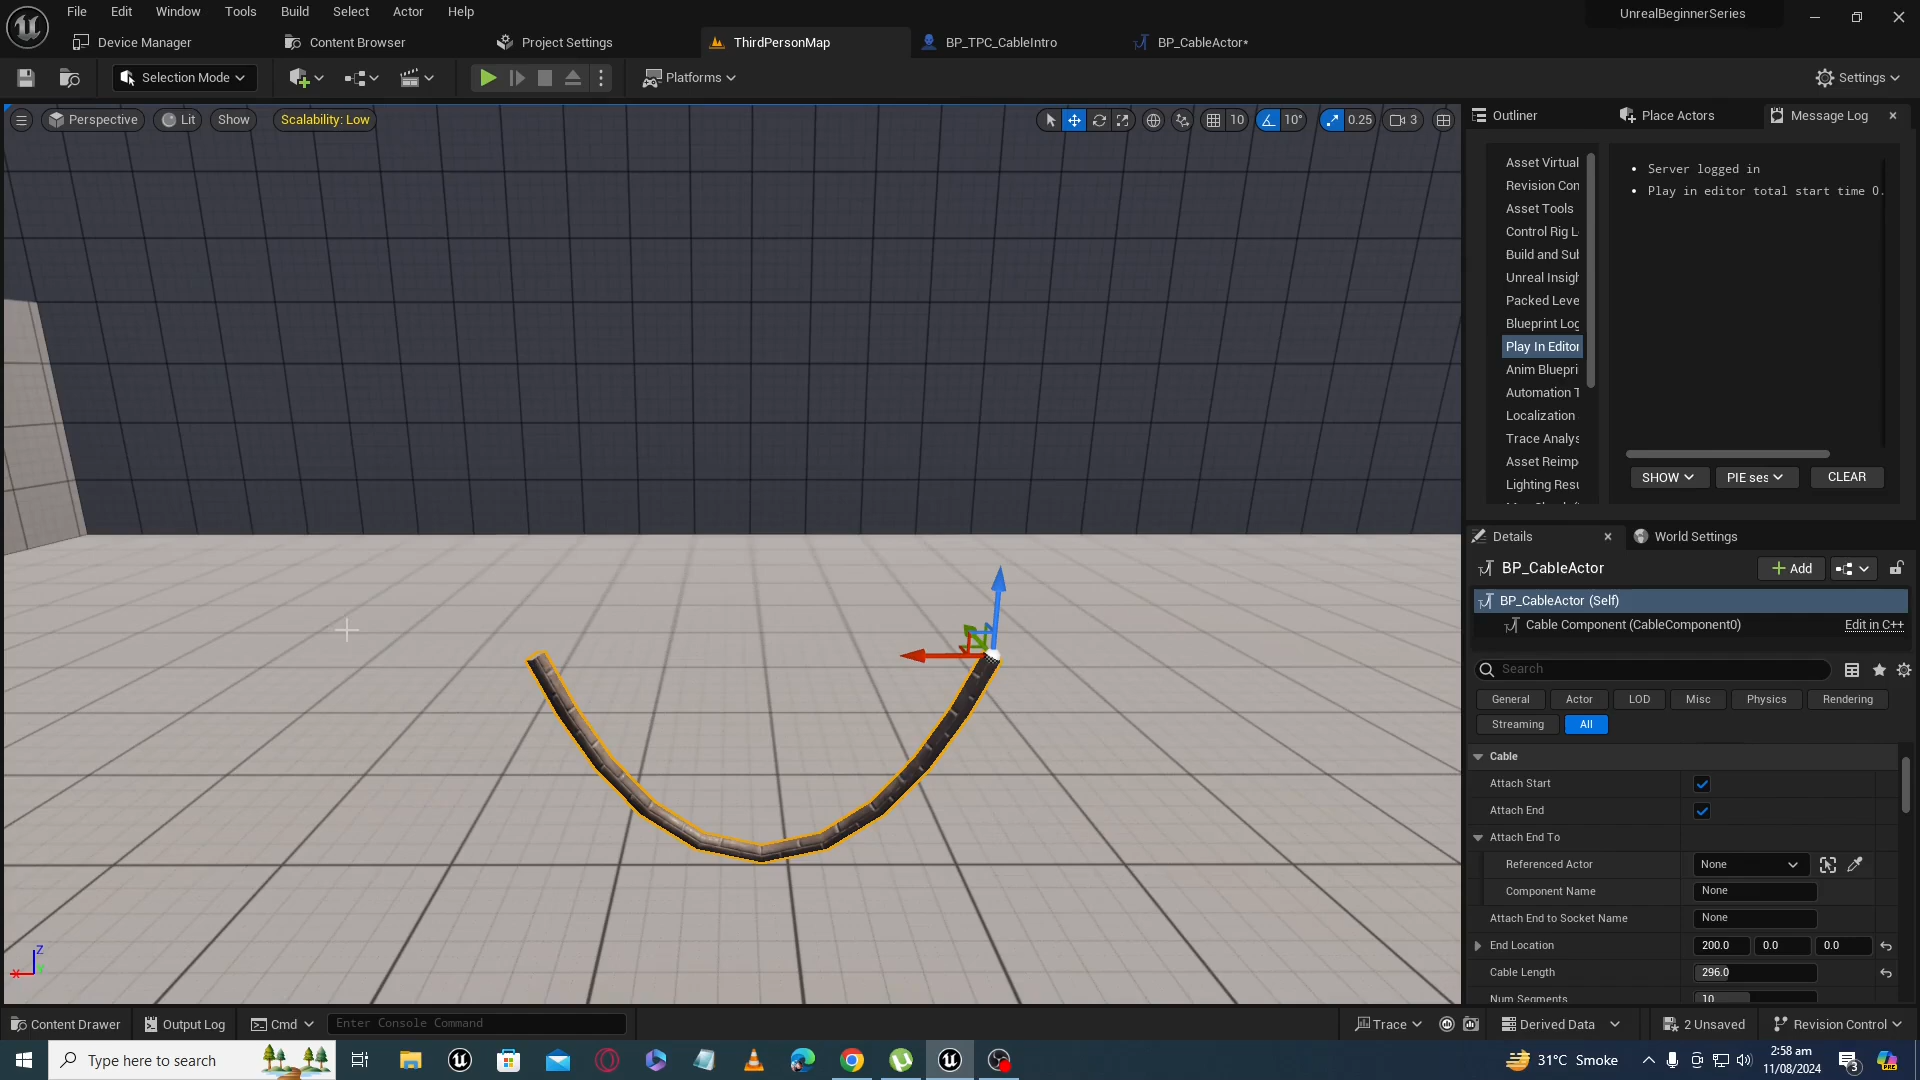 File Edit Window Tools Build Select Actor Help
UnrealBeginnerSeries
Device Manager
Content Browser
Project Settings
ThirdPersonMap
BP_TPC_CableIntro
BP_CableActor*
Selection Mode
Platforms
Settings
Perspective
Lit
Show
Scalability: Low
10
10°
0.25
3
Outliner
Place Actors
Message Log
Asset Virtual
Revision Con
Asset Tools
Control Rig L
Build and Sub
Unreal Insigh
Packed Leve
Blueprint Log
Play In Editor
Anim Bluepri
Automation T
Localization
Trace Analys
Asset Reimp
Lighting Resu
Server logged in
Play in editor total start time 0.
SHOW
PIE ses
CLEAR
Details
World Settings
BP_CableActor
Add
BP_CableActor (Self)
Cable Component (CableComponent0)
Edit in C++
Search
General Actor LOD Misc Physics Rendering
Streaming All
Cable
Attach Start
Attach End
Attach End To
Referenced Actor None
Component Name None
Attach End to Socket Name None
End Location 200.0 0.0 0.0
Cable Length 296.0
Num Segments 10
Z
X
Content Drawer
Output Log
Cmd
Enter Console Command
Trace
Derived Data
2 Unsaved
Revision Control
Type here to search
31°C Smoke
2:58 am
11/08/2024
3